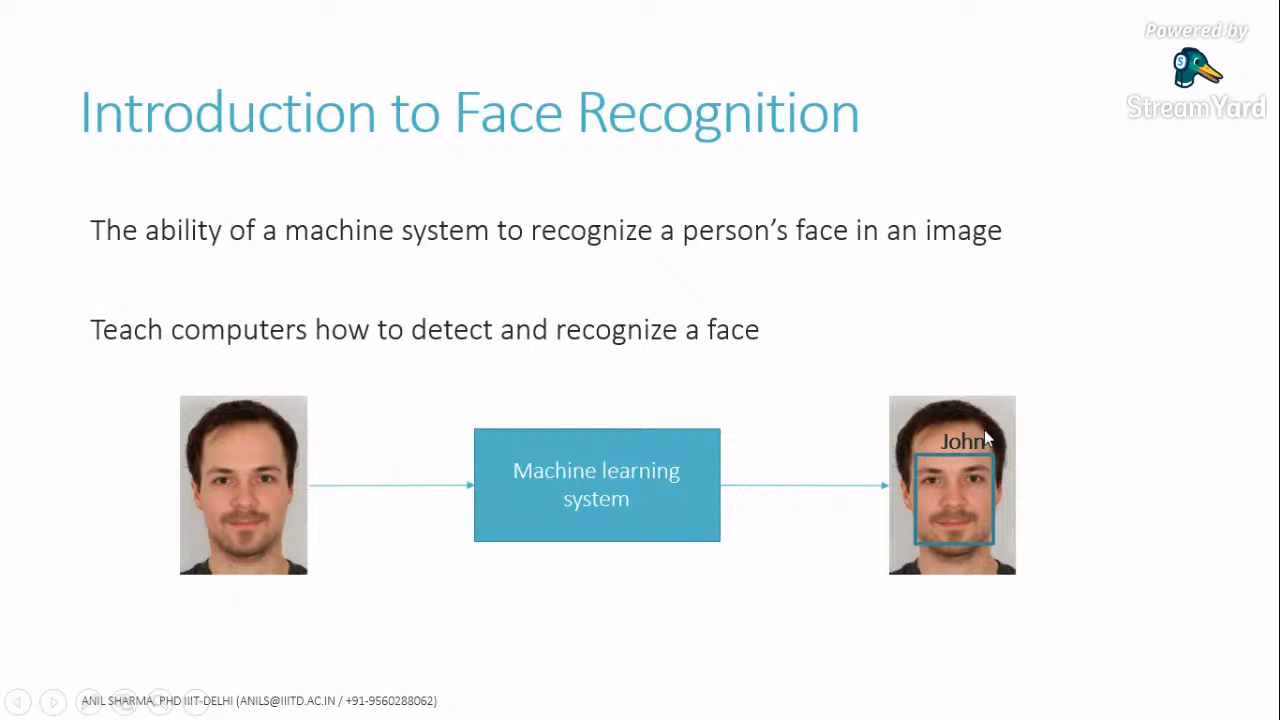 Powered by
StreamYard
Introduction to Face Recognition
The ability of a machine system to recognize a person’s face in an image
Teach computers how to detect and recognize a face
Machine learning
system
John
ANIL SHARMA, PHD IIIT-DELHI (ANILS@IIITD.AC.IN / +91-9560288062)